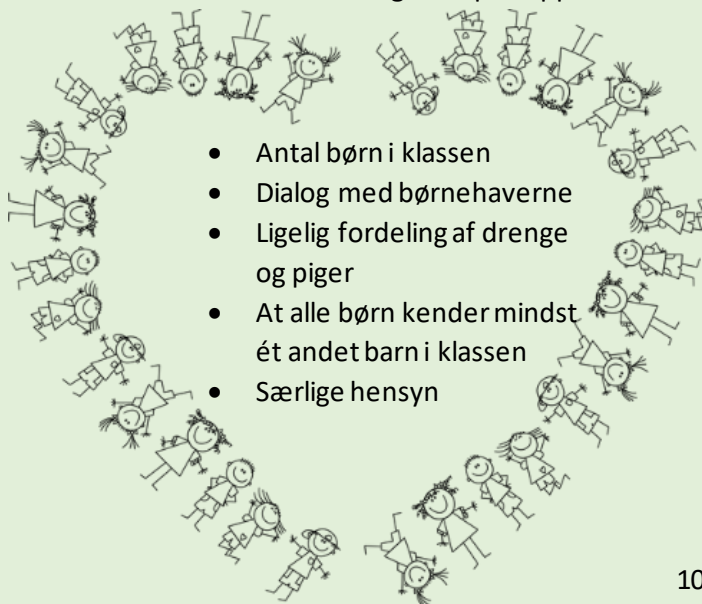 • Antal børn i klassen
• Dialog med børnehaverne
• Ligelig fordeling af drenge
og piger
• At alle børn kender mindst
ét andet barn i klassen
• Særlige hensyn
10